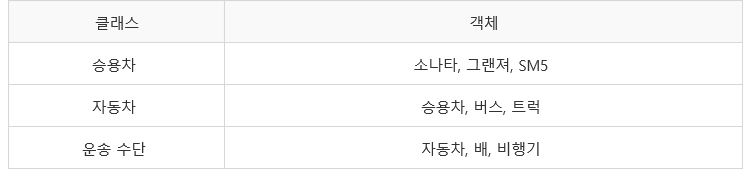 클래스 객체
승용차 소나타, 그랜져, SM5
자동차 승용차, 버스, 트럭
운송 수단 자동차, 배, 비행기